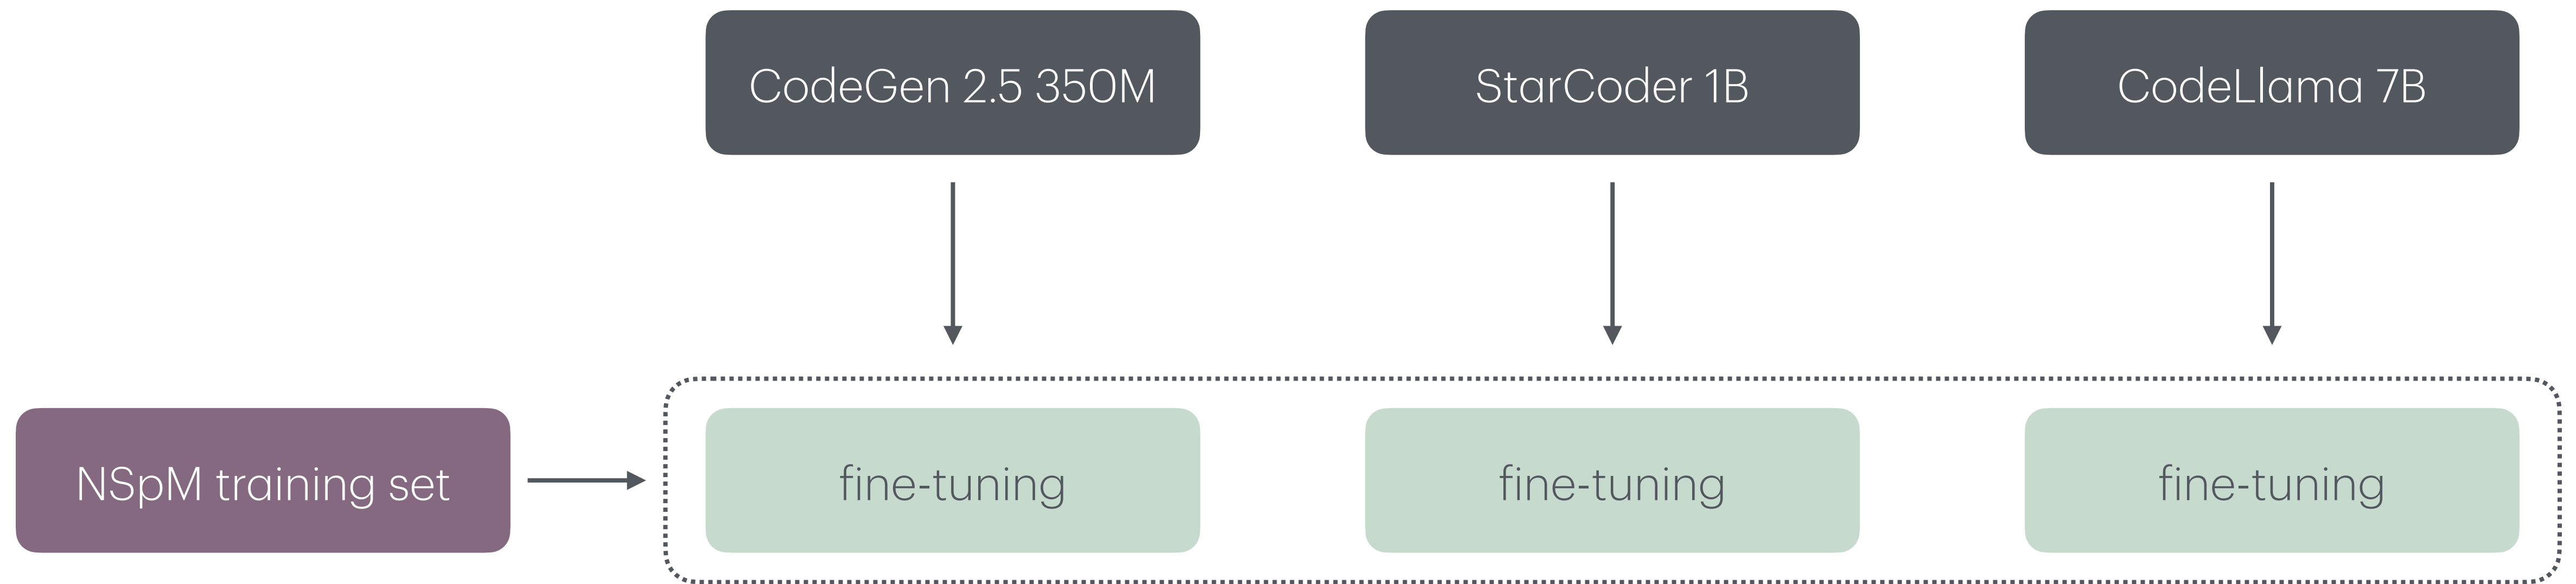 CodeGen 2.5 350M
StarCoder 1B
CodeLlama 7B
NSpM training set
fine-tuning
fine-tuning
fine-tuning